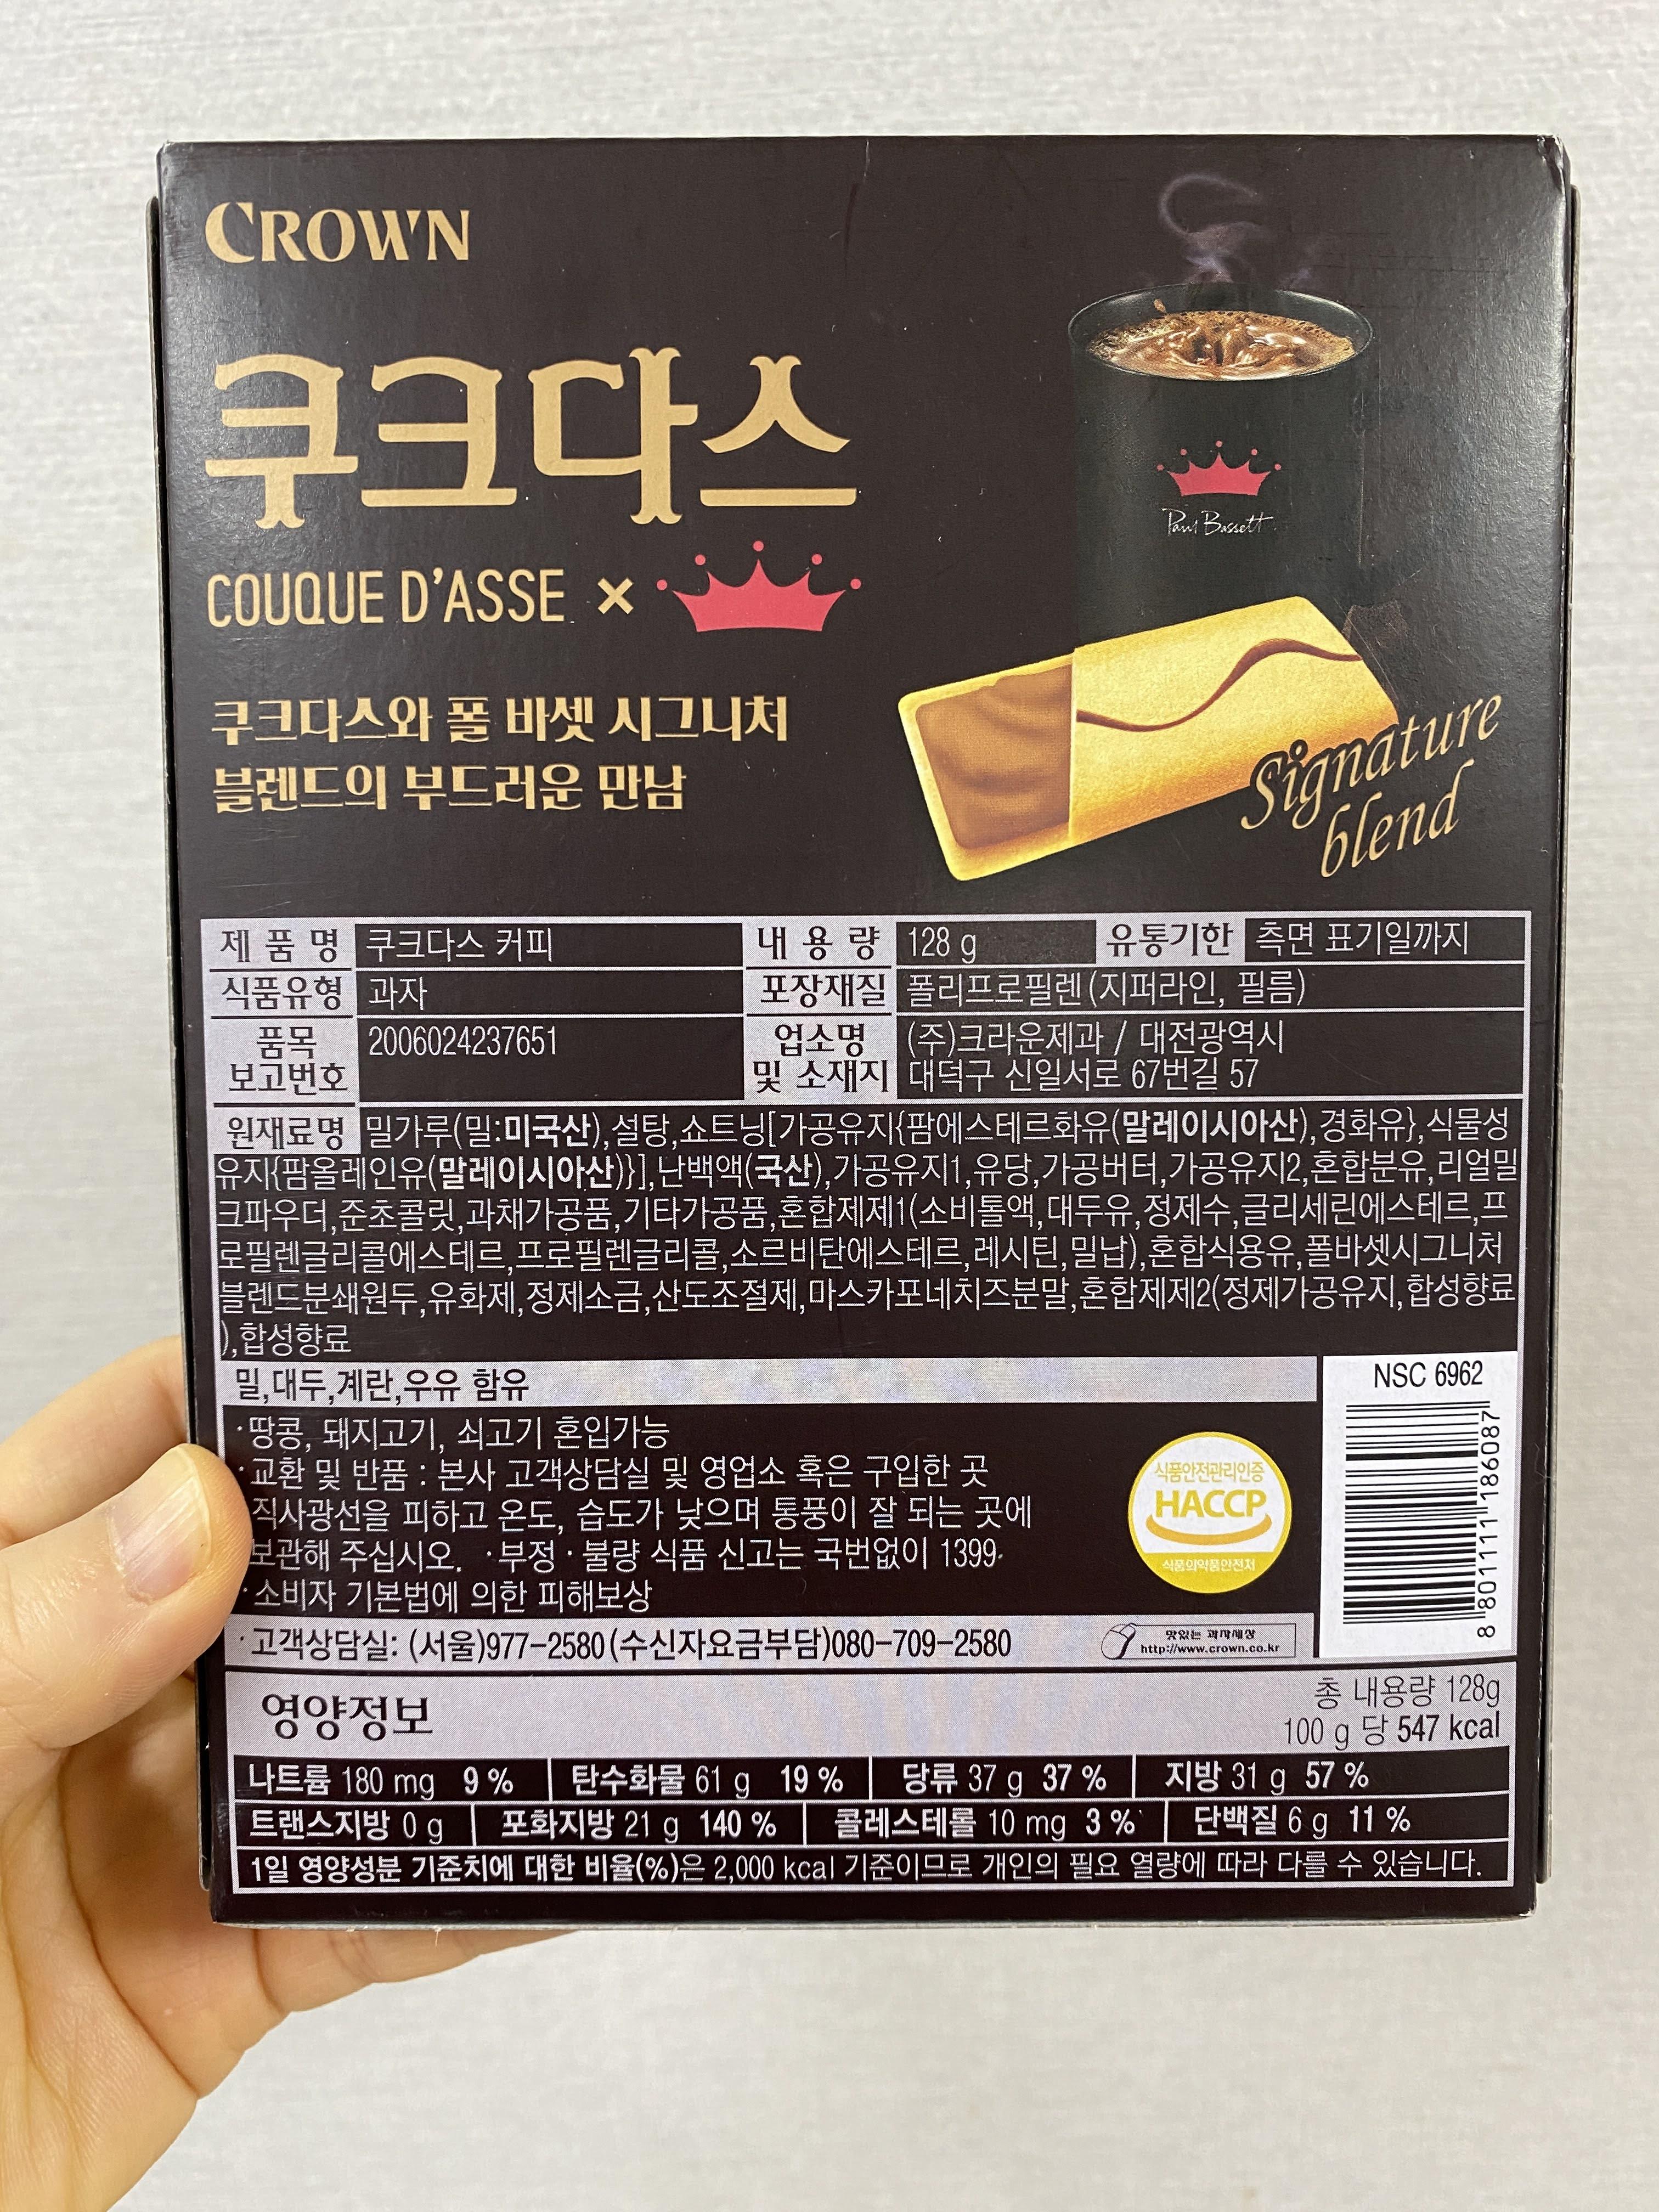 CROWN
쿠크다스
COUQUE D'ASSE ×
쿠크다스와 폴 바셋 시그니처
블렌드의 부드러운 만남
Paul Bassett
Signature
blend
제 품 명 쿠크다스 커피 내 용 량 128 g 유통기한 측면 표기일까지
식품유형 과자 포장재질 폴리프로필렌(지퍼라인, 필름)
품목 보고번호 2006024237651 업소명 및 소재지 (주)크라운제과 / 대전광역시
대덕구 신일서로 67번길 57
원재료명 밀가루(밀:미국산),설탕,쇼트닝[가공유지{팜에스테르화유(말레이시아산),경화유},식물성
유지{팜올레인유(말레이시아산)}],난백액(국산),가공유지1,유당,가공버터,가공유지2,혼합분유,리얼밀
크파우더,준초콜릿,과채가공품,기타가공품,혼합제제1(소비톨액,대두유,정제수,글리세린에스테르,프
로필렌글리콜에스테르,프로필렌글리콜,소르비탄에스테르,레시틴,밀납),혼합식용유,폴바셋시그니처
블렌드분쇄원두,유화제,정제소금,산도조절제,마스카포네치즈분말,혼합제제2(정제가공유지,합성향료
),합성향료
밀,대두,계란,우유 함유
·땅콩, 돼지고기, 쇠고기 혼입가능
·교환 및 반품 : 본사 고객상담실 및 영업소 혹은 구입한 곳
직사광선을 피하고 온도, 습도가 낮으며 통풍이 잘 되는 곳에
보관해 주십시오. ·부정·불량 식품 신고는 국번없이 1399
·소비자 기본법에 의한 피해보상
·고객상담실: (서울)977-2580(수신자요금부담)080-709-2580
식품안전관리인증
HACCP
식품의약품안전처
NSC 6962
8 801111 186087
맛있는 과자세상
http://www.crown.co.kr
영양정보
총 내용량 128g
100 g 당 547 kcal
나트륨 180 mg 9 % 탄수화물 61 g 19 % 당류 37 g 37 % 지방 31 g 57 %
트랜스지방 0 g 포화지방 21 g 140 % 콜레스테롤 10 mg 3 % 단백질 6 g 11 %
1일 영양성분 기준치에 대한 비율(%)은 2,000 kcal 기준이므로 개인의 필요 열량에 따라 다를 수 있습니다.